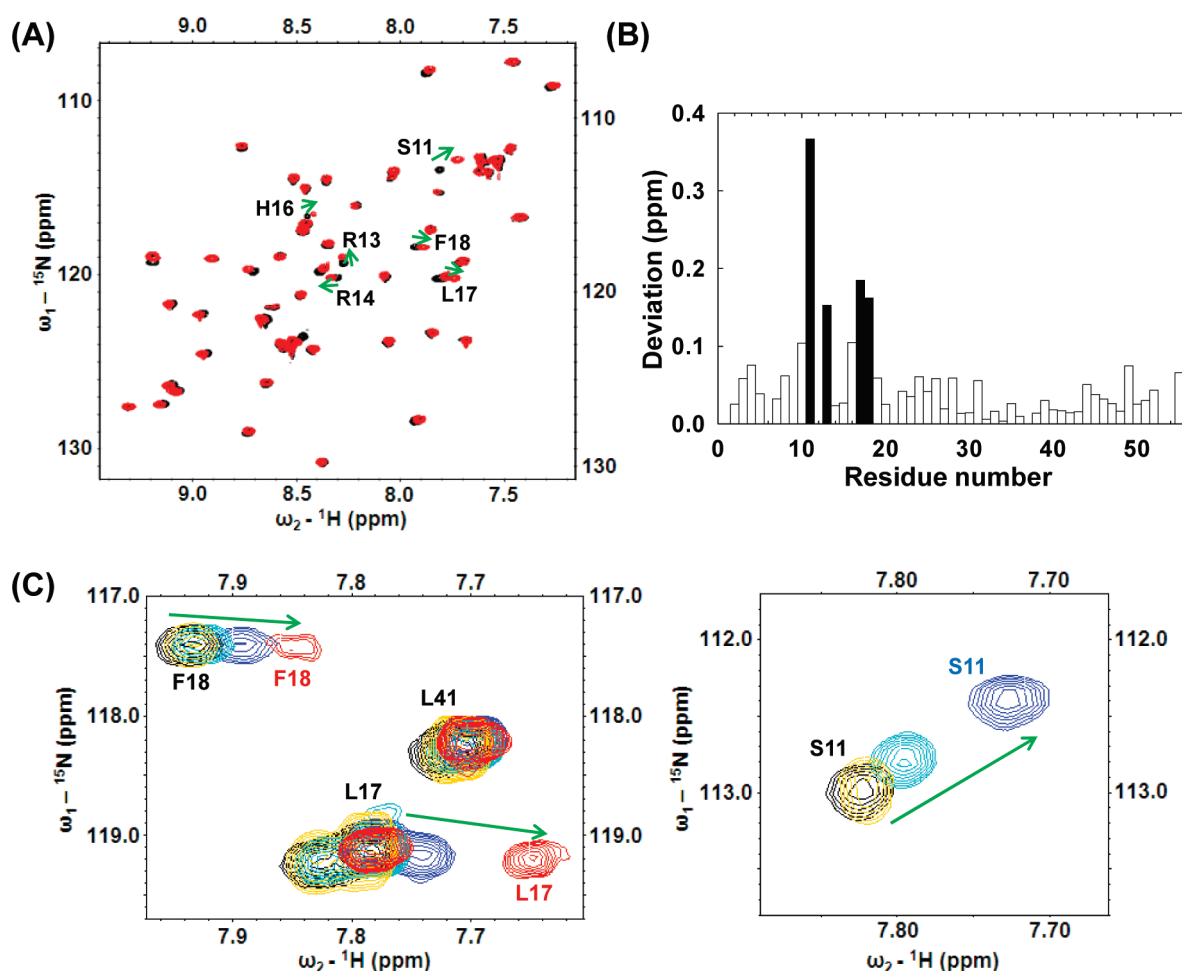 (A)
9.0 8.5 8.0 7.5
110
120
130
110
120
130
S11
H16
R13
F18
R14
L17
9.0 8.5 8.0 7.5
ω1 – 15N (ppm)
ω2 - 1H (ppm)
(B)
0.4
0.3
0.2
0.1
0.0
Deviation (ppm)
0 10 20 30 40 50
Residue number
(C)
7.9 7.8 7.7
117.0
118.0
119.0
117.0
118.0
119.0
F18
F18
L41
L17
L17
7.9 7.8 7.7
ω1 – 15N (ppm)
ω2 - 1H (ppm)
7.80 7.70
112.0
113.0
112.0
113.0
S11
S11
7.80 7.70
ω1 – 15N (ppm)
ω2 - 1H (ppm)